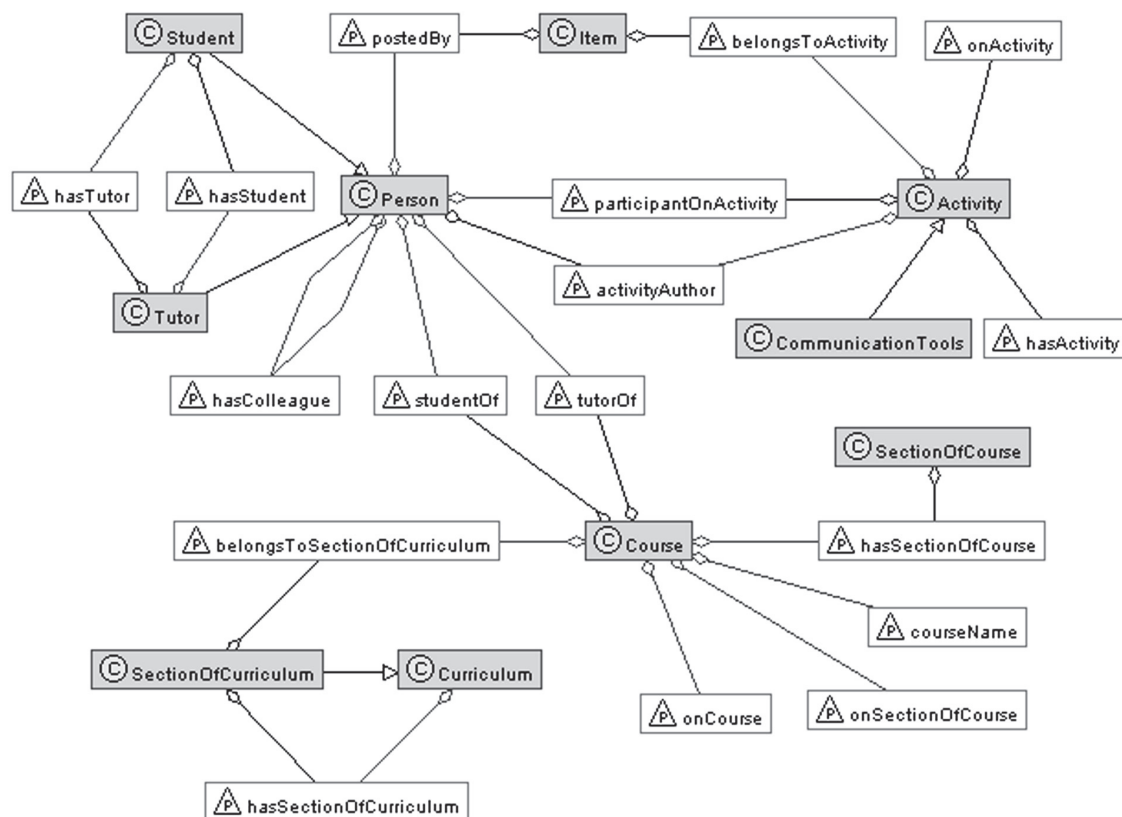 C Student
P postedBy
C Item
P belongsToActivity
P onActivity
P hasTutor
P hasStudent
C Person
P participantOnActivity
C Activity
P activityAuthor
C Tutor
C CommunicationTools
P hasActivity
P hasColleague
P studentOf
P tutorOf
C SectionOfCourse
P belongsToSectionOfCurriculum
C Course
P hasSectionOfCourse
P courseName
C SectionOfCurriculum
C Curriculum
P onCourse
P onSectionOfCourse
P hasSectionOfCurriculum